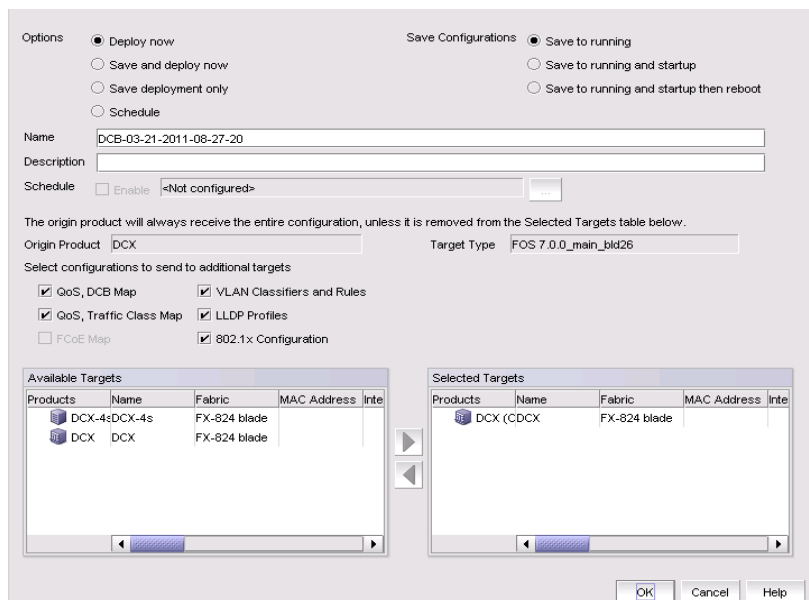 Options Deploy now Save Configurations Save to running
Save and deploy now Save to running and startup
Save deployment only Save to running and startup then reboot
Schedule
Name DCB-03-21-2011-08-27-20
Description
Schedule Enable <Not configured> ...
The origin product will always receive the entire configuration, unless it is removed from the Selected Targets table below.
Origin Product DCX Target Type FOS 7.0.0_main_bld26
Select configurations to send to additional targets
QoS, DCB Map VLAN Classifiers and Rules
QoS, Traffic Class Map LLDP Profiles
FCoE Map 802.1x Configuration
Available Targets Selected Targets
Products Name Fabric MAC Address Inte Products Name Fabric MAC Address Inte
DCX-4s DCX-4s FX-824 blade DCX (C DCX FX-824 blade
DCX DCX FX-824 blade
OK Cancel Help